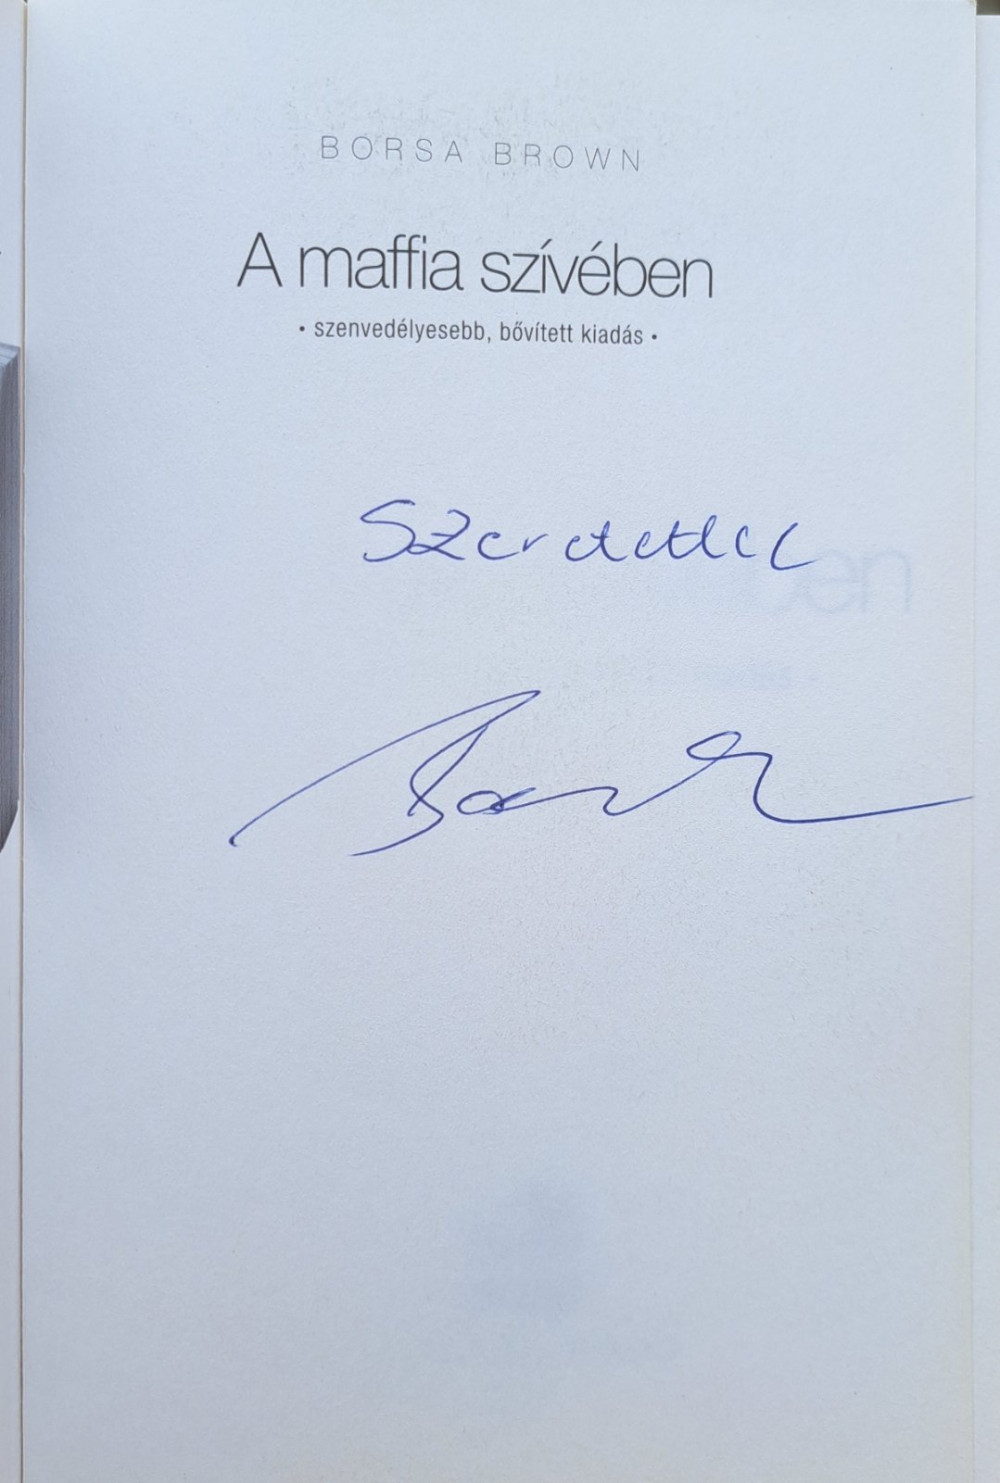 BORSA BROWN
A maffia szívében
• szenvedélyesebb, bővített kiadás •
Szeretettel